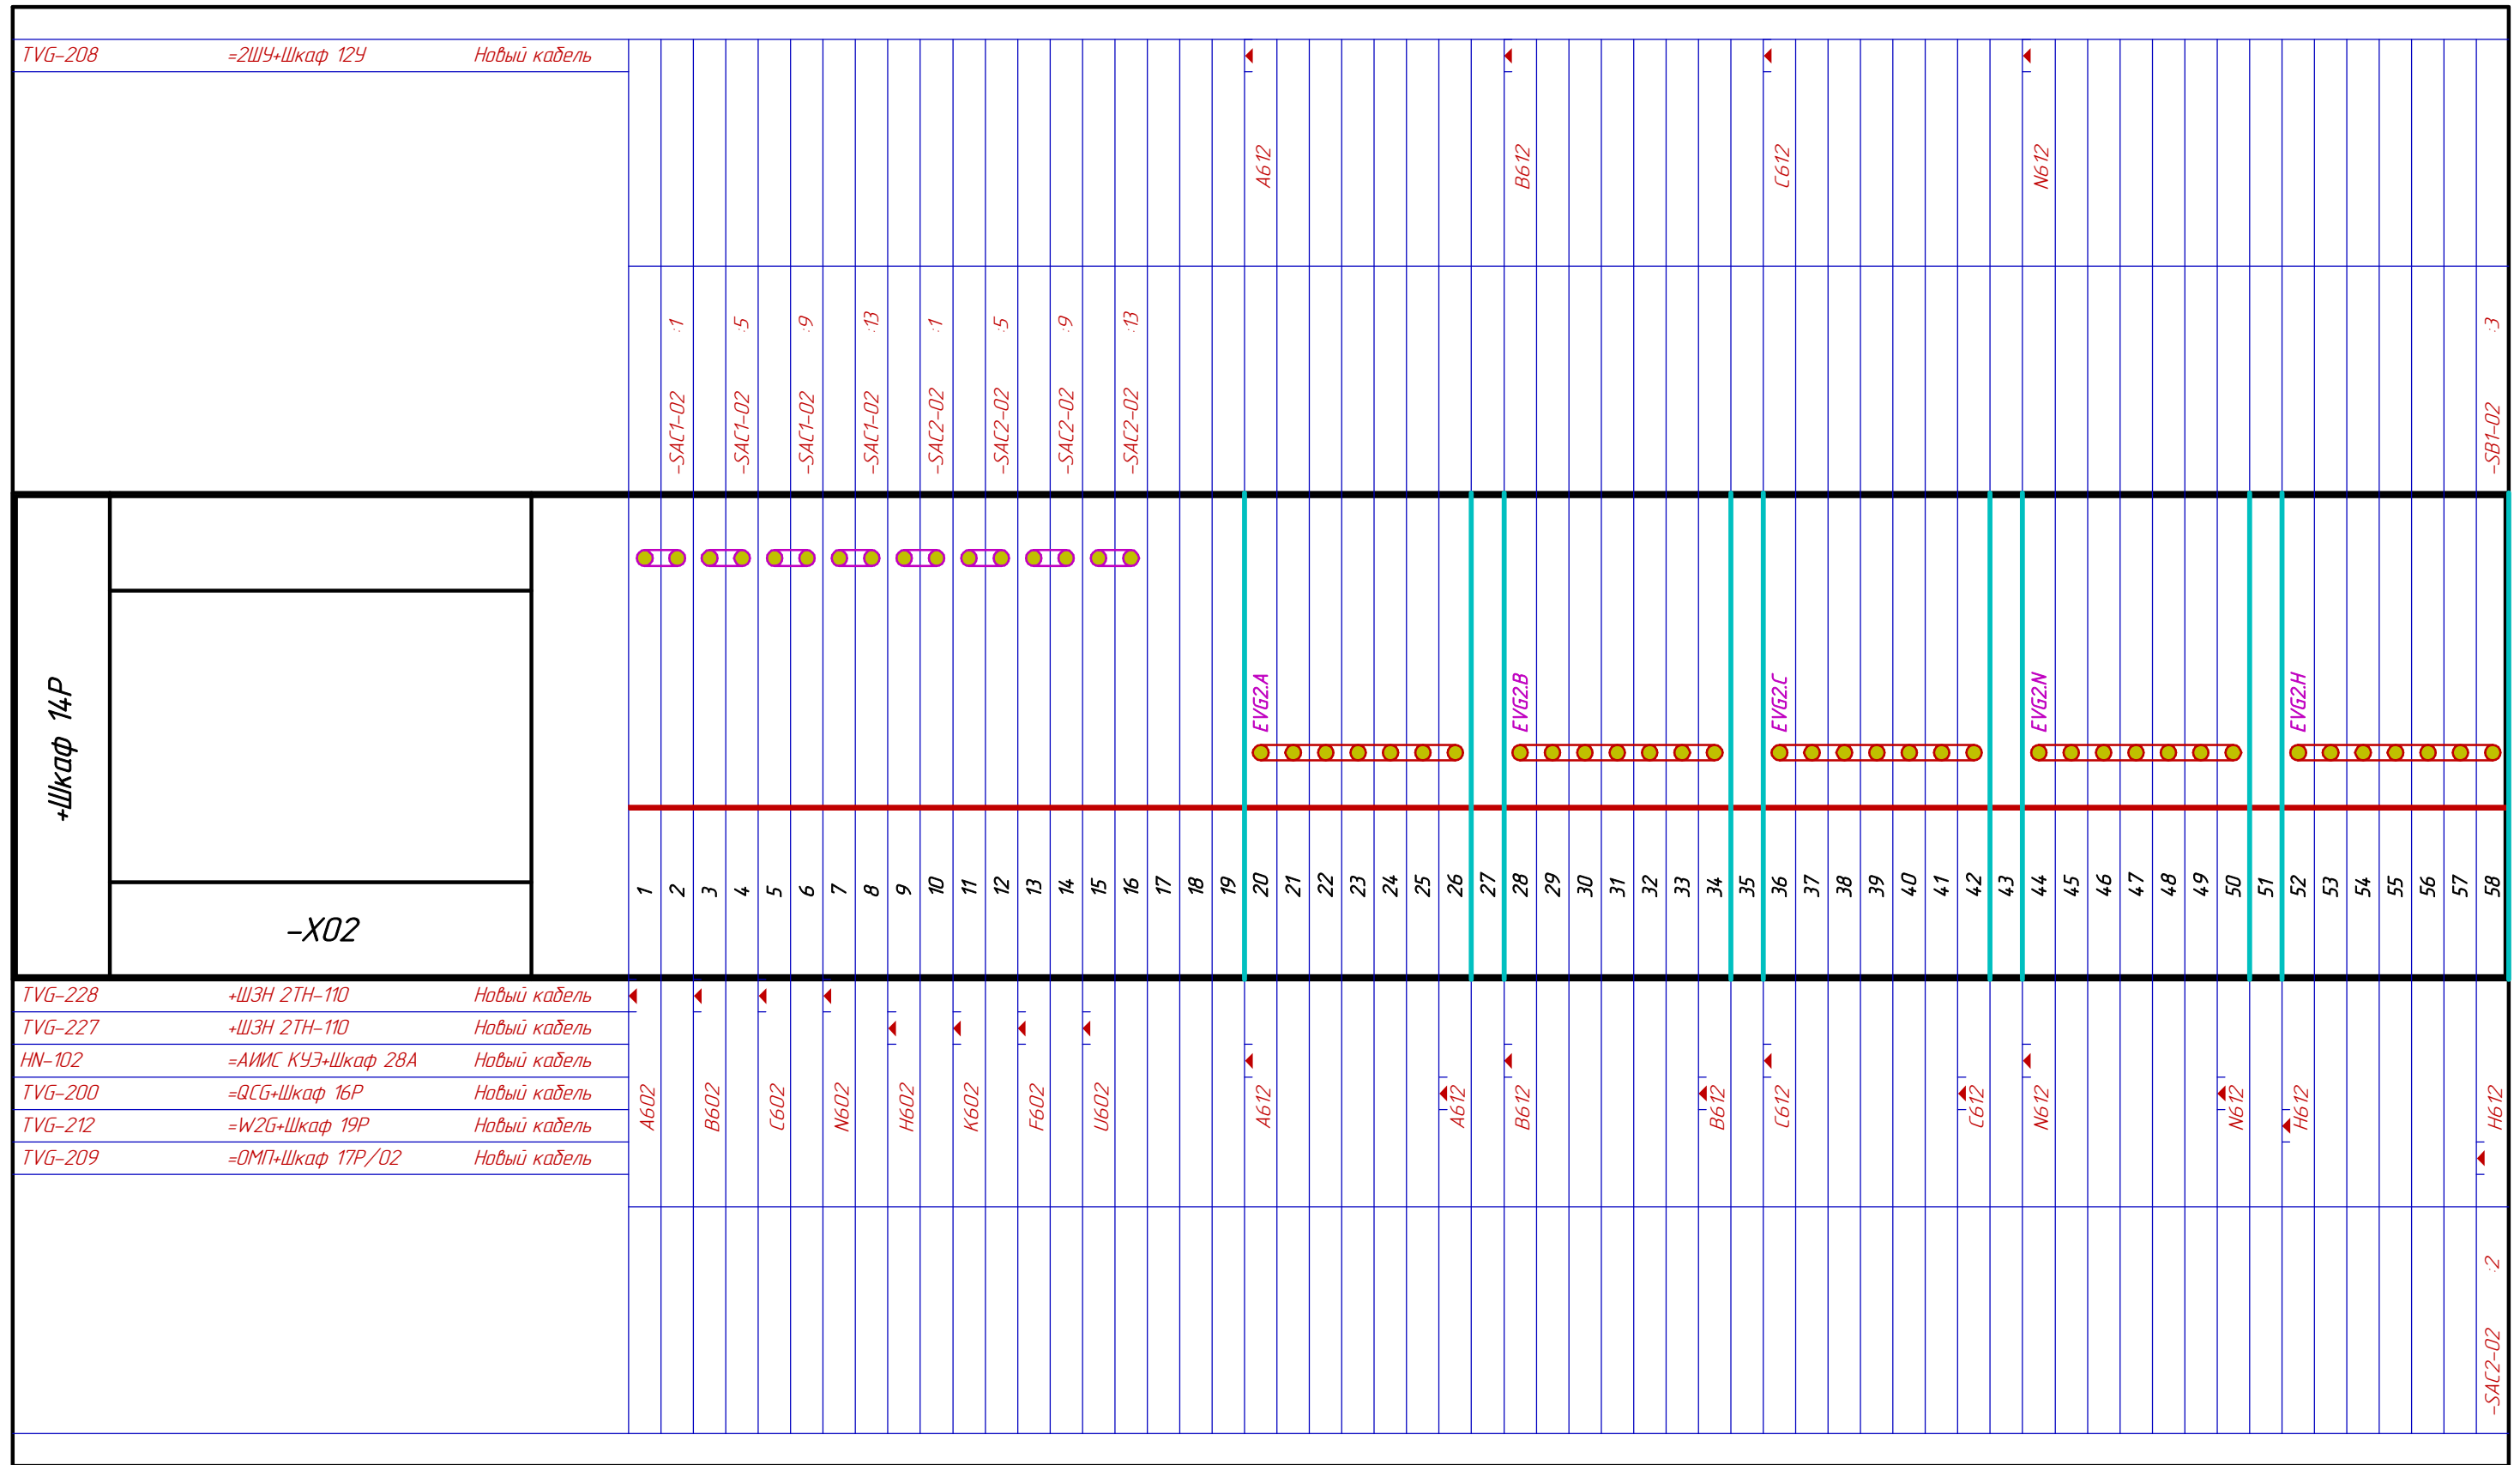 TVG-208 =2ШУ+Шкаф 12У Новый кабель
A612 B612 C612 N612
:1 :5 :9 :13 :1 :5 :9 :13 :3
-SAC1-02 -SAC1-02 -SAC1-02 -SAC1-02 -SAC2-02 -SAC2-02 -SAC2-02 -SAC2-02 -SB1-02
+Шкаф 14Р
EVG2.A EVG2.B EVG2.C EVG2.N EVG2.H
1 2 3 4 5 6 7 8 9 10 11 12 13 14 15 16 17 18 19 20 21 22 23 24 25 26 27 28 29 30 31 32 33 34 35 36 37 38 39 40 41 42 43 44 45 46 47 48 49 50 51 52 53 54 55 56 57 58
-X02
TVG-228 +ШЗН 2ТН-110 Новый кабель
TVG-227 +ШЗН 2ТН-110 Новый кабель
HN-102 =АИИС КУЭ+Шкаф 28А Новый кабель
TVG-200 =QCG+Шкаф 16Р Новый кабель
TVG-212 =W2G+Шкаф 19Р Новый кабель
TVG-209 =ОМП+Шкаф 17Р/02 Новый кабель
A602 B602 C602 N602 H602 K602 F602 U602 A612 A612 B612 B612 C612 C612 N612 N612 H612 H612
:2
-SAC2-02